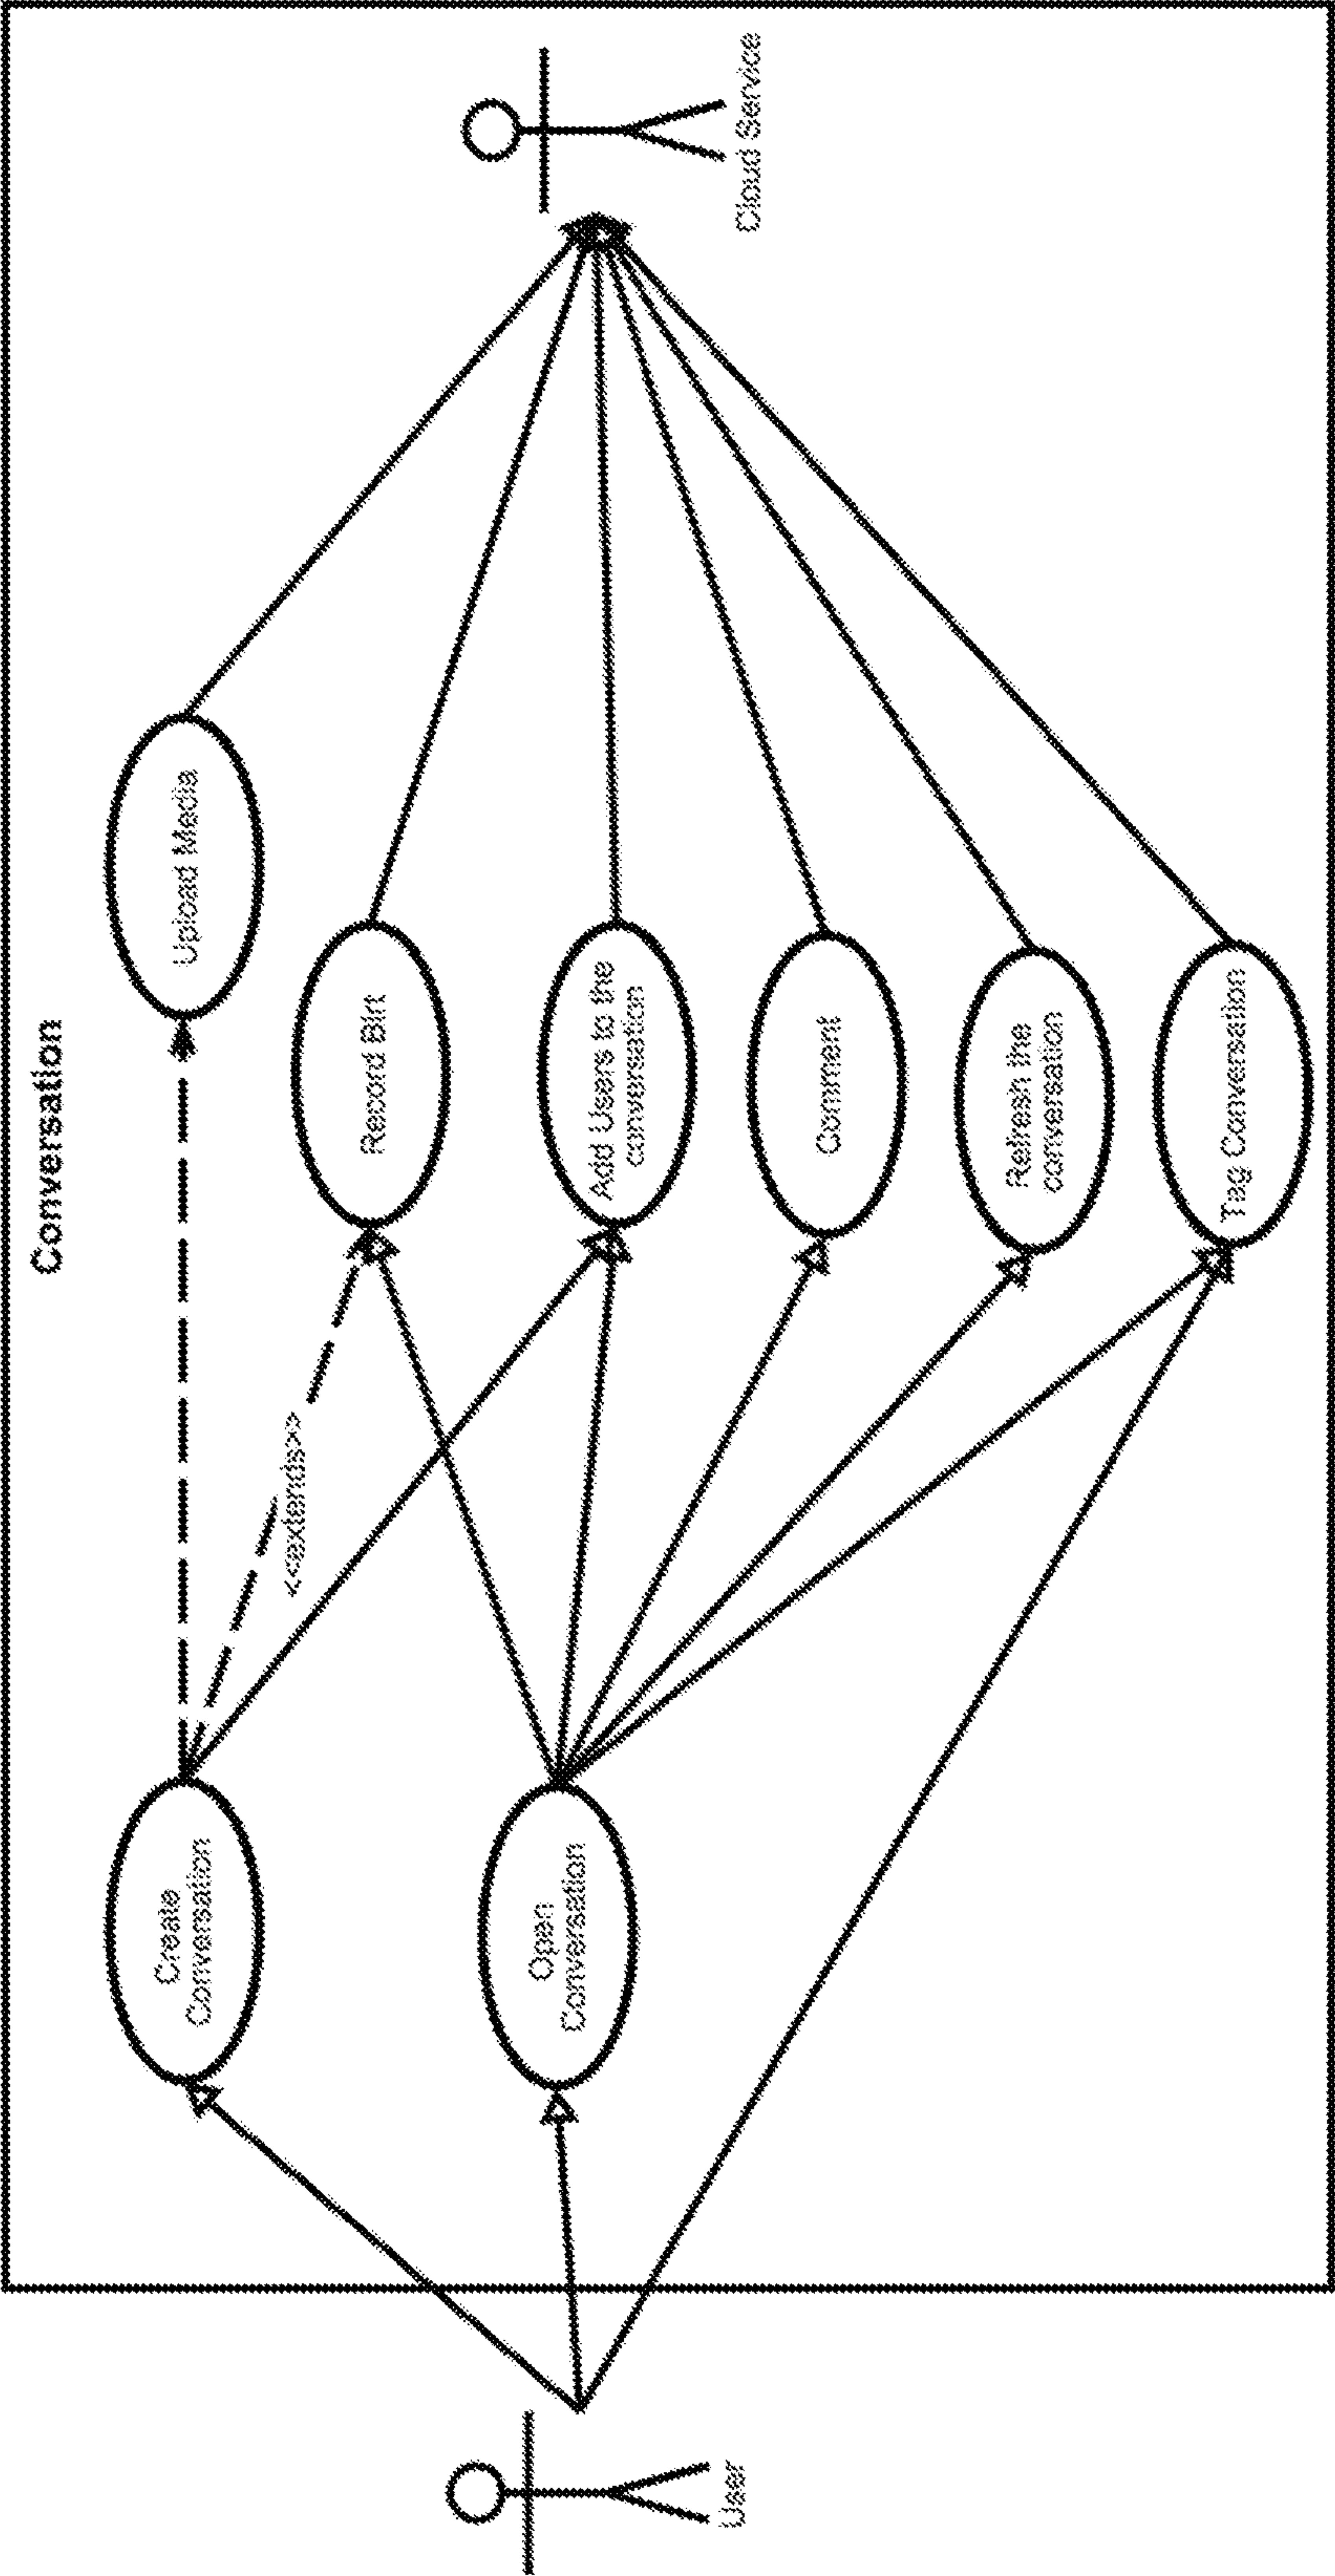 Conversation
Create
Conversation
<<extends>>
Upload Media
Record Blrt
Open
Conversation
Add Users to the
conversation
Comment
Refresh the
conversation
Tag Conversation
User
Cloud Service